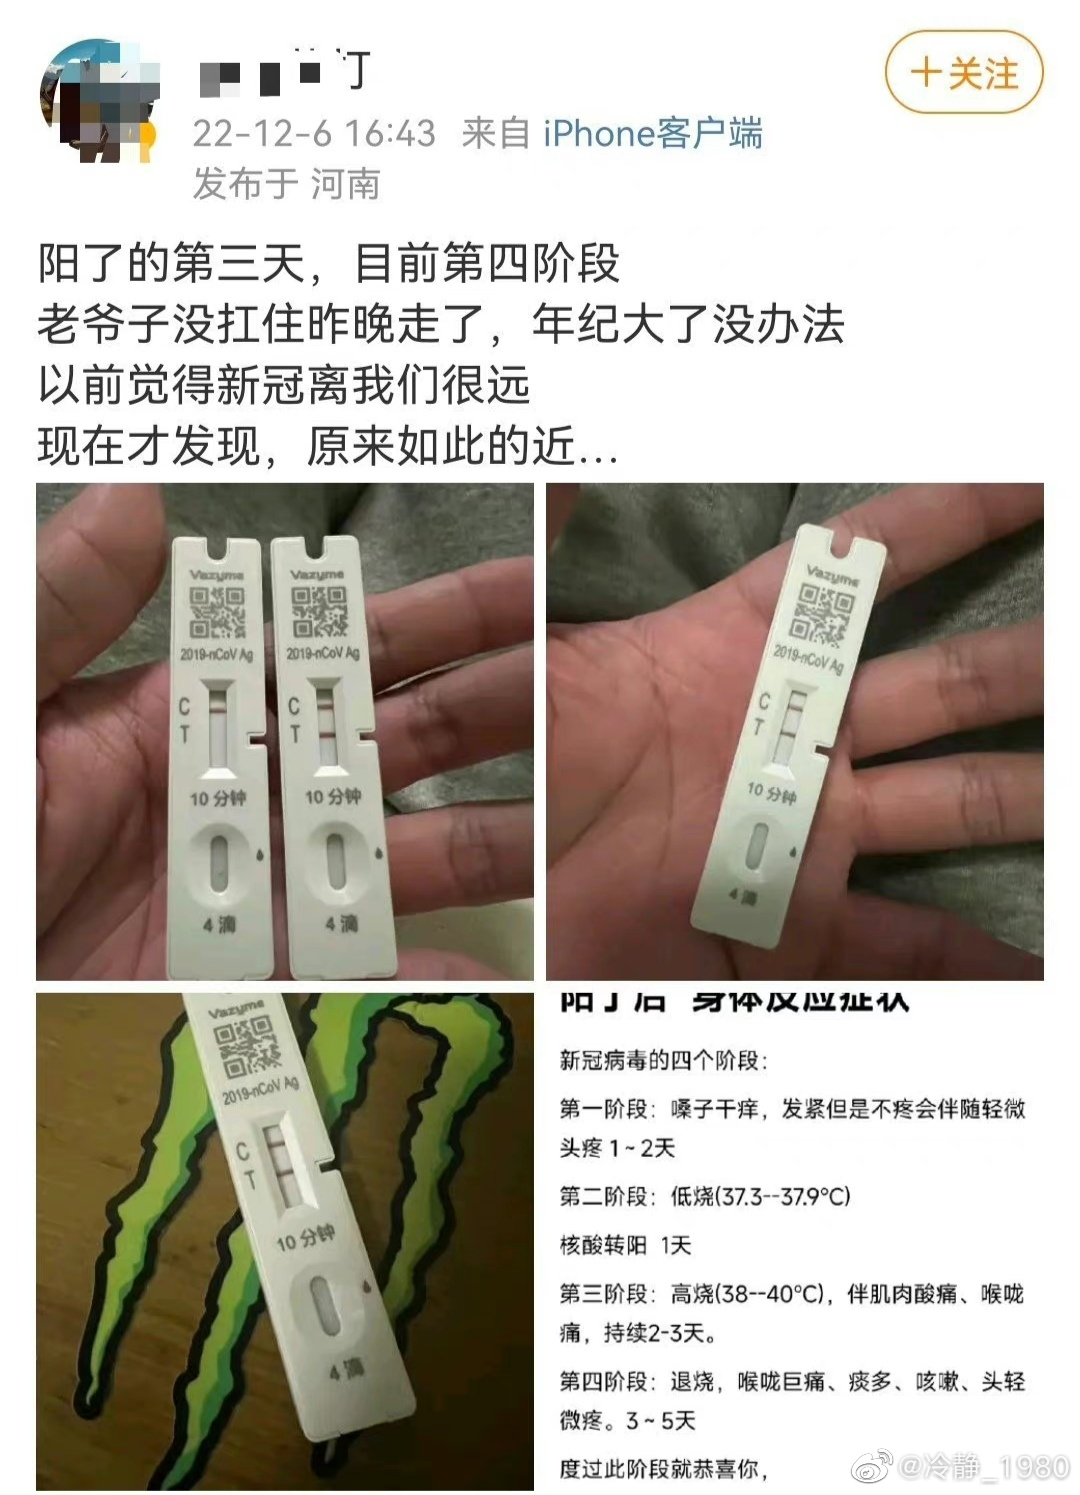 丁
+关注
22-12-6 16:43 来自 iPhone客户端
发布于 河南
阳了的第三天，目前第四阶段
老爷子没扛住昨晚走了，年纪大了没办法
以前觉得新冠离我们很远
现在才发现，原来如此的近...
Vazyme
2019-nCoV Ag
C
T
10 分钟
4 滴
Vazyme
2019-nCoV Ag
C
T
10 分钟
4 滴
Vazyme
2019-nCoV Ag
C
T
10 分钟
4 滴
Vazyme
2019-nCoV Ag
C
T
10 分钟
4 滴
阳了后 身体反应症状
新冠病毒的四个阶段：
第一阶段：嗓子干痒，发紧但是不疼会伴随轻微
头疼 1~2天
第二阶段：低烧(37.3--37.9°C)
核酸转阳 1天
第三阶段：高烧(38--40°C)，伴肌肉酸痛、喉咙
痛，持续2-3天。
第四阶段：退烧，喉咙巨痛、痰多、咳嗽、头轻
微疼。3~5天
度过此阶段就恭喜你，
@冷静_1980